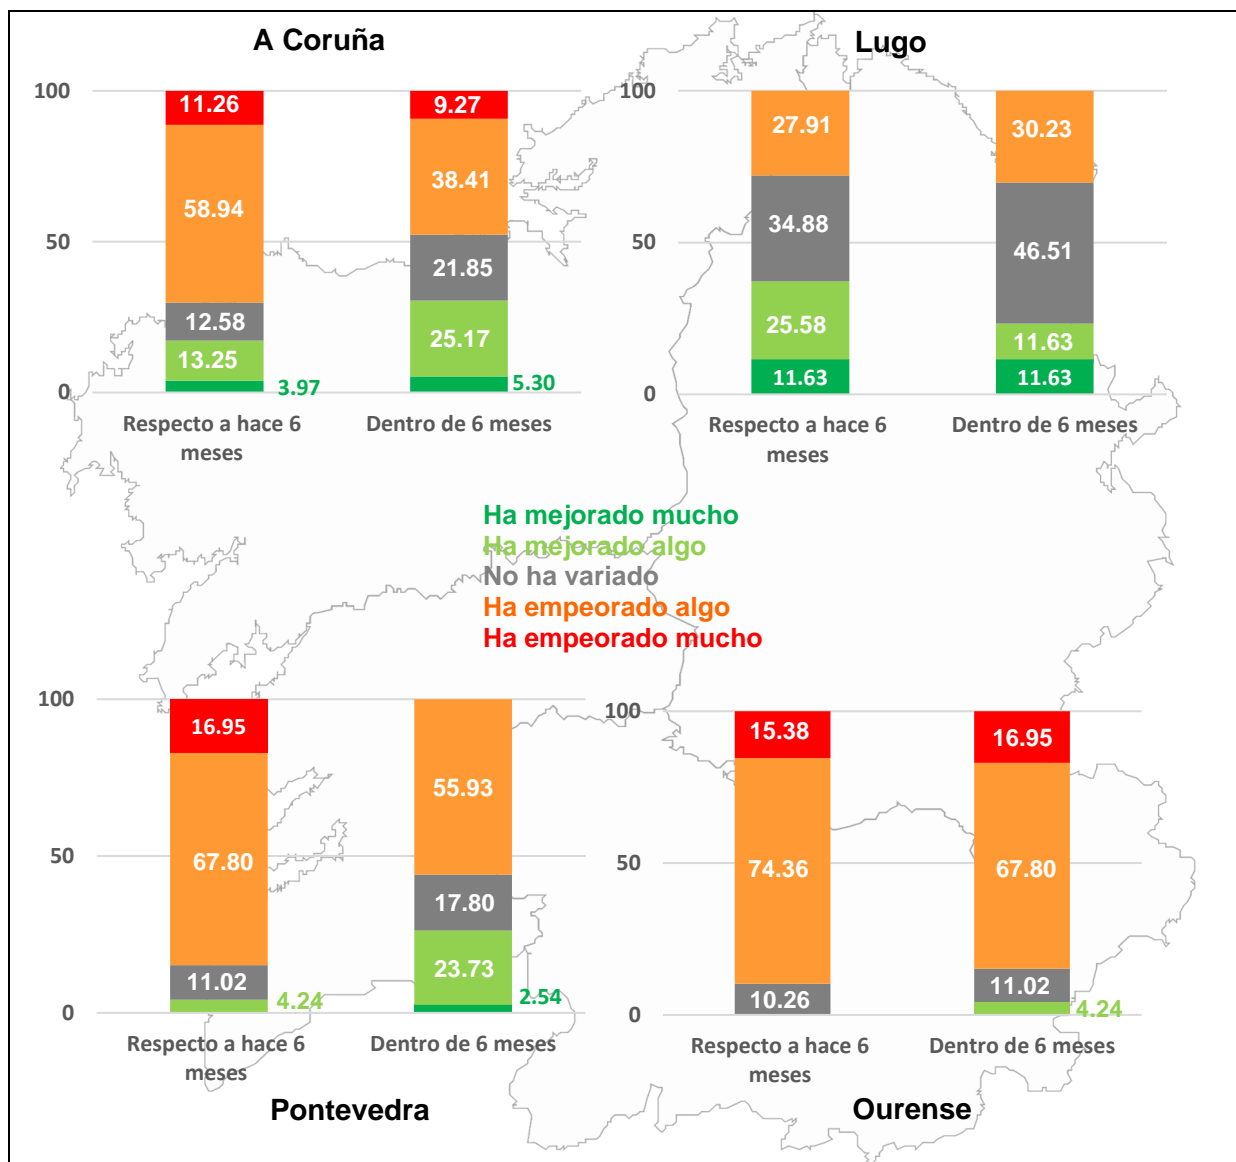 A Coruña
100
50
0
11.26
58.94
12.58
13.25
3.97
9.27
38.41
21.85
25.17
5.30
Respecto a hace 6
meses
Dentro de 6 meses
Lugo
100
50
0
27.91
34.88
25.58
11.63
30.23
46.51
11.63
11.63
Respecto a hace 6
meses
Dentro de 6 meses
Ha mejorado mucho
Ha mejorado algo
No ha variado
Ha empeorado algo
Ha empeorado mucho
100
50
0
16.95
67.80
11.02
4.24
55.93
17.80
23.73
2.54
Respecto a hace 6
meses
Dentro de 6 meses
Pontevedra
100
50
0
15.38
74.36
10.26
16.95
67.80
11.02
4.24
Respecto a hace 6
meses
Dentro de 6 meses
Ourense